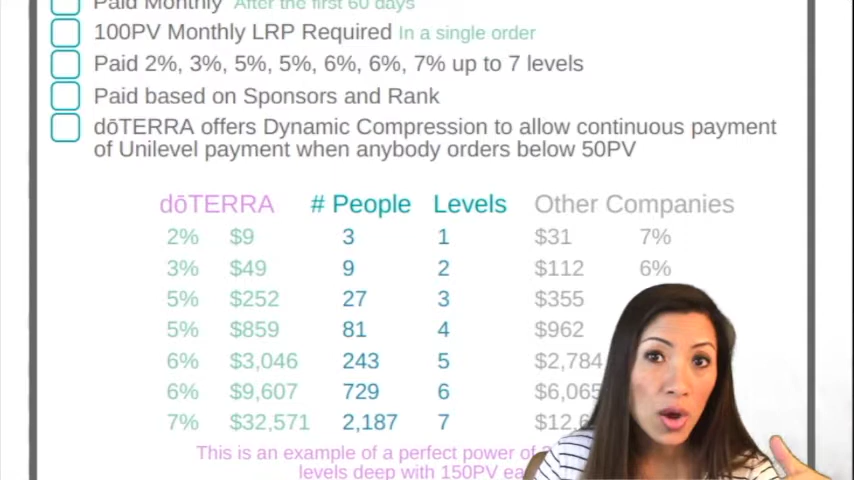 Paid Monthly After the first 60 days
100PV Monthly LRP Required In a single order
Paid 2%, 3%, 5%, 5%, 6%, 6%, 7% up to 7 levels
Paid based on Sponsors and Rank
dōTERRA offers Dynamic Compression to allow continuous payment
of Unilevel payment when anybody orders below 50PV
dōTERRA # People Levels Other Companies
2% $9 3 1 $31 7%
3% $49 9 2 $112 6%
5% $252 27 3 $355
5% $859 81 4 $962
6% $3,046 243 5 $2,784
6% $9,607 729 6 $6,065
7% $32,571 2,187 7
This is an example of a perfect power of
levels deep with 150PV